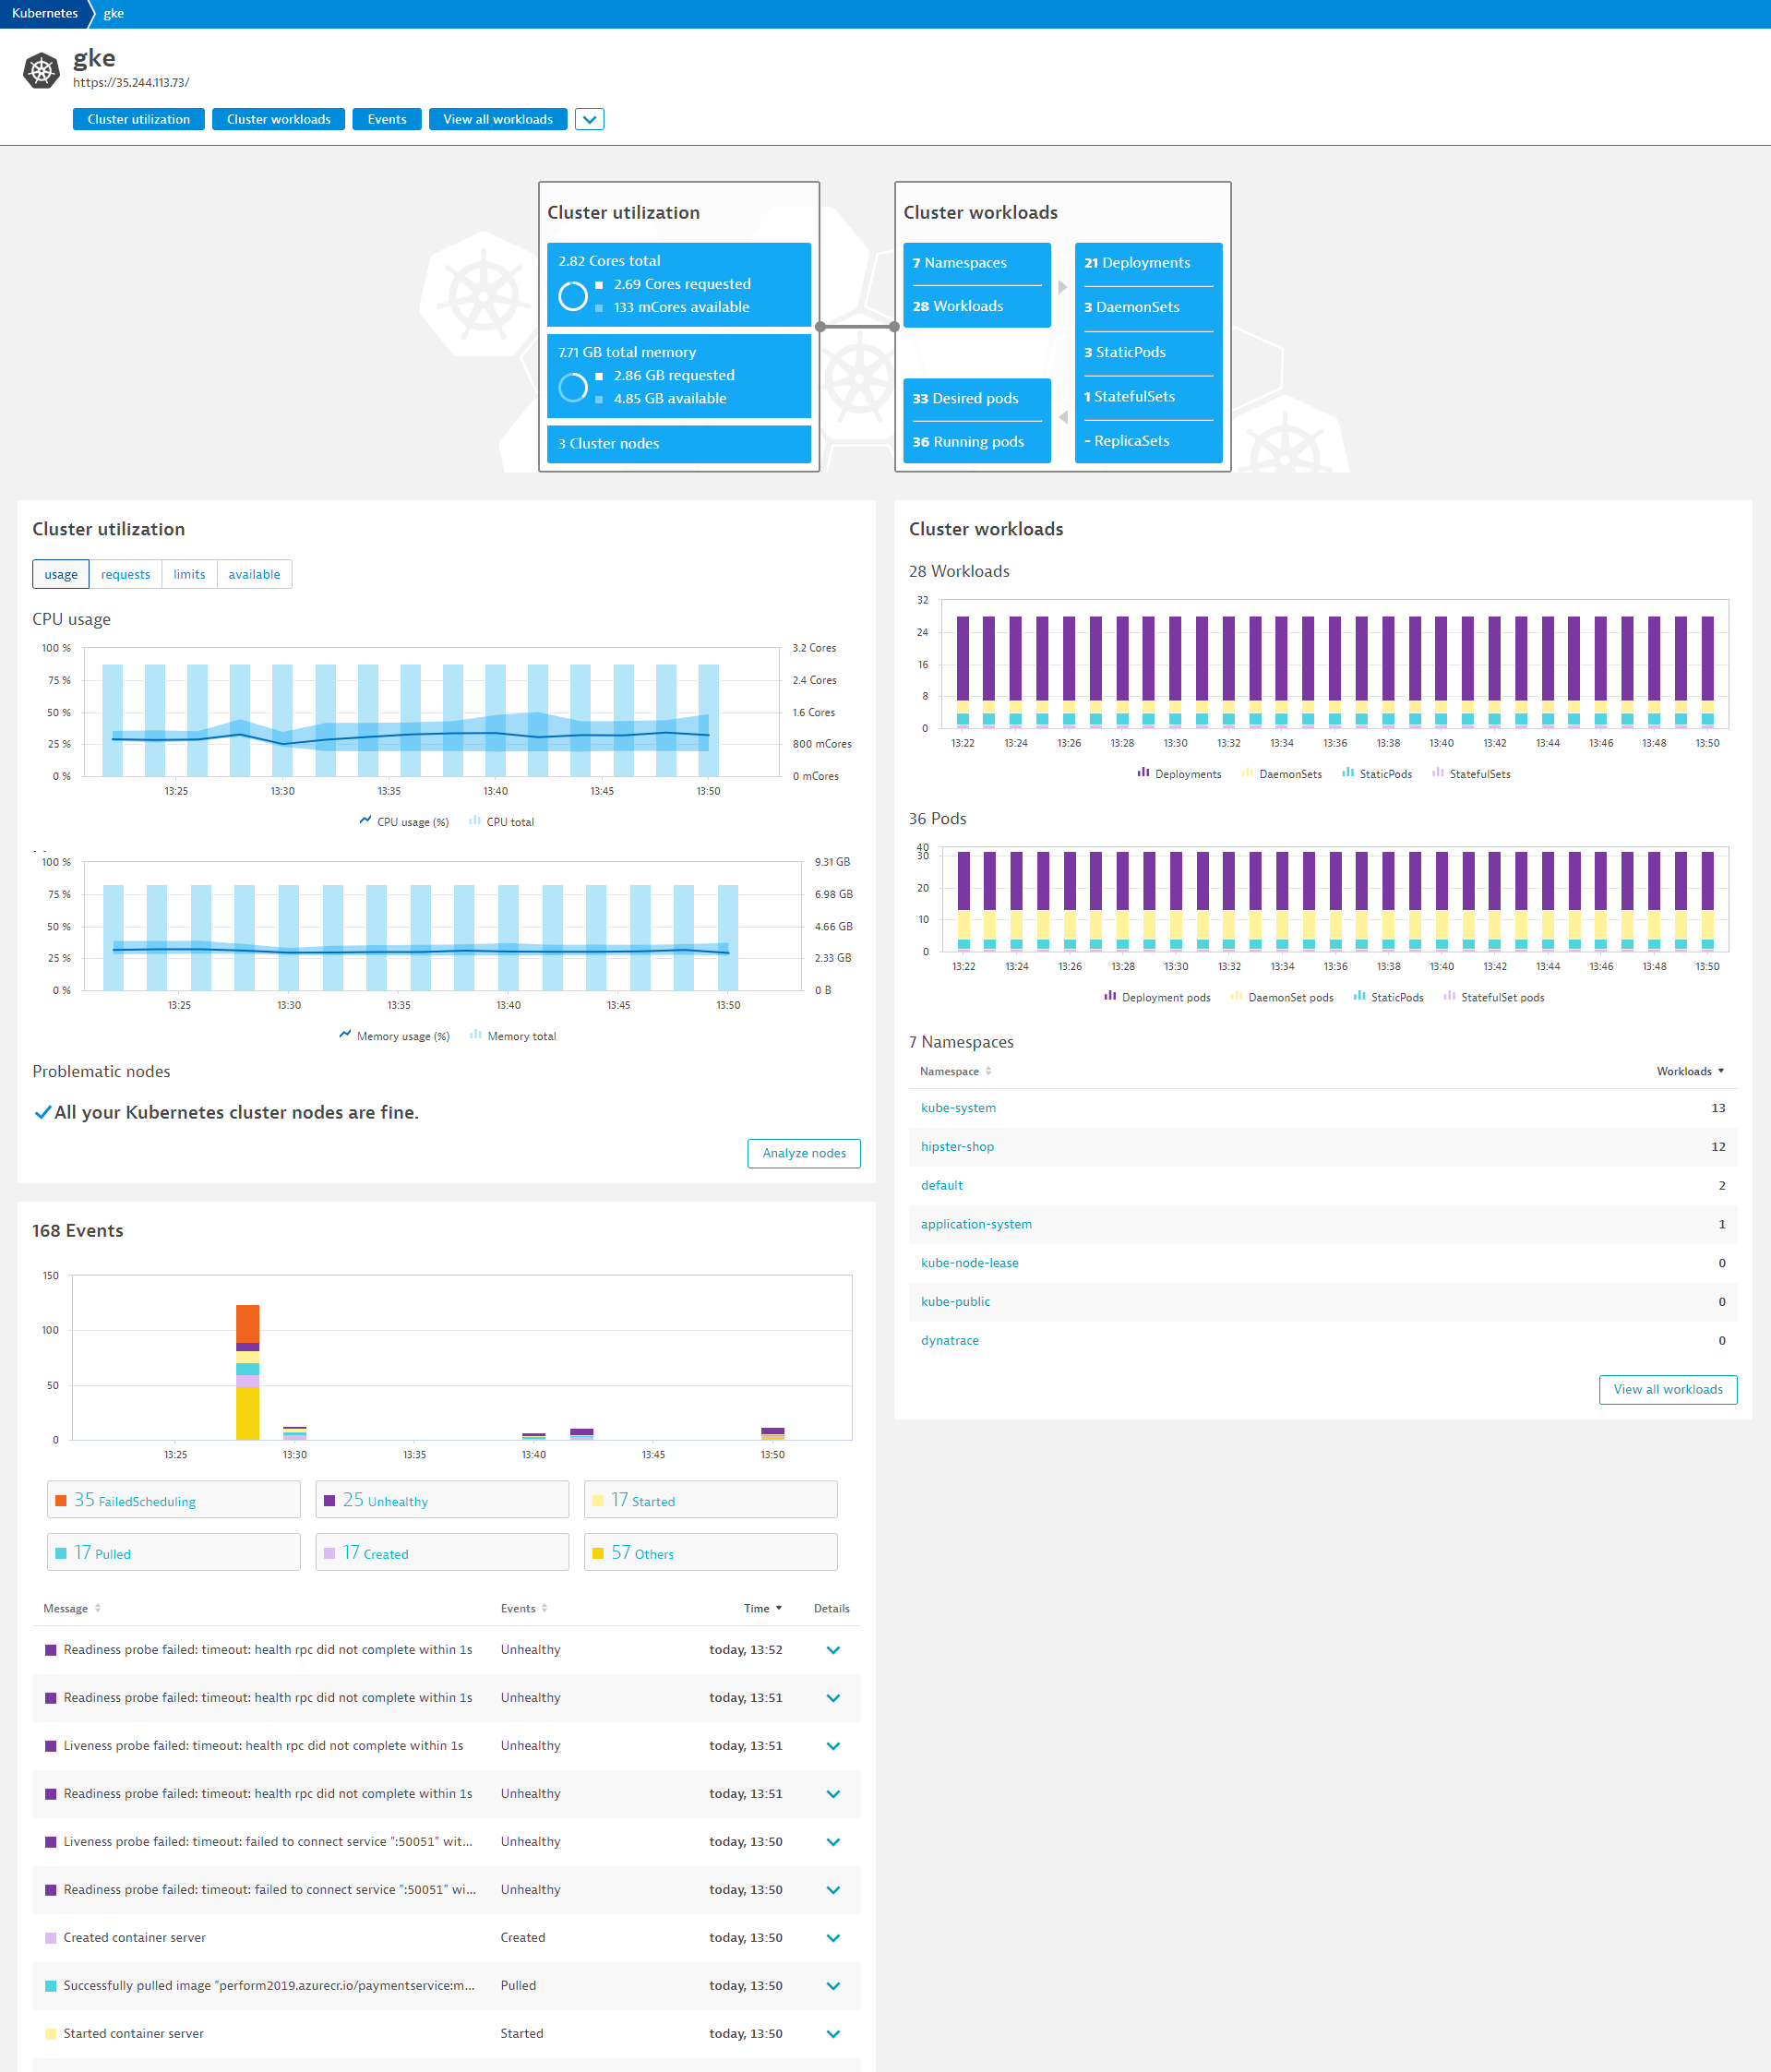 Kubernetes gke
gke
https://35.244.113.73/
Cluster utilization Cluster workloads Events View all workloads
Cluster utilization
2.82 Cores total
2.69 Cores requested
133 mCores available
7.71 GB total memory
2.86 GB requested
4.85 GB available
3 Cluster nodes
Cluster workloads
7 Namespaces
28 Workloads
33 Desired pods
36 Running pods
21 Deployments
3 DaemonSets
3 StaticPods
1 StatefulSets
- ReplicaSets
Cluster utilization
usage requests limits available
CPU usage
100 % 3.2 Cores
75 % 2.4 Cores
50 % 1.6 Cores
25 % 800 mCores
0 % 0 mCores
13:25 13:30 13:35 13:40 13:45 13:50
CPU usage (%) CPU total
100 % 9.31 GB
75 % 6.98 GB
50 % 4.66 GB
25 % 2.33 GB
0 % 0 B
13:25 13:30 13:35 13:40 13:45 13:50
Memory usage (%) Memory total
Problematic nodes
All your Kubernetes cluster nodes are fine.
Analyze nodes
168 Events
150
100
50
0
13:25 13:30 13:35 13:40 13:45 13:50
35 FailedScheduling 25 Unhealthy 17 Started
17 Pulled 17 Created 57 Others
Message Events Time Details
Readiness probe failed: timeout: health rpc did not complete within 1s Unhealthy today, 13:52
Readiness probe failed: timeout: health rpc did not complete within 1s Unhealthy today, 13:51
Liveness probe failed: timeout: health rpc did not complete within 1s Unhealthy today, 13:51
Readiness probe failed: timeout: health rpc did not complete within 1s Unhealthy today, 13:51
Liveness probe failed: timeout: failed to connect service ":50051" wit... Unhealthy today, 13:50
Readiness probe failed: timeout: failed to connect service ":50051" wi... Unhealthy today, 13:50
Created container server Created today, 13:50
Successfully pulled image "perform2019.azurecr.io/paymentservice:m... Pulled today, 13:50
Started container server Started today, 13:50
Cluster workloads
28 Workloads
32
24
16
8
0
13:22 13:24 13:26 13:28 13:30 13:32 13:34 13:36 13:38 13:40 13:42 13:44 13:46 13:48 13:50
Deployments DaemonSets StaticPods StatefulSets
36 Pods
40
30
20
10
0
13:22 13:24 13:26 13:28 13:30 13:32 13:34 13:36 13:38 13:40 13:42 13:44 13:46 13:48 13:50
Deployment pods DaemonSet pods StaticPods StatefulSet pods
7 Namespaces
Namespace Workloads
kube-system 13
hipster-shop 12
default 2
application-system 1
kube-node-lease 0
kube-public 0
dynatrace 0
View all workloads